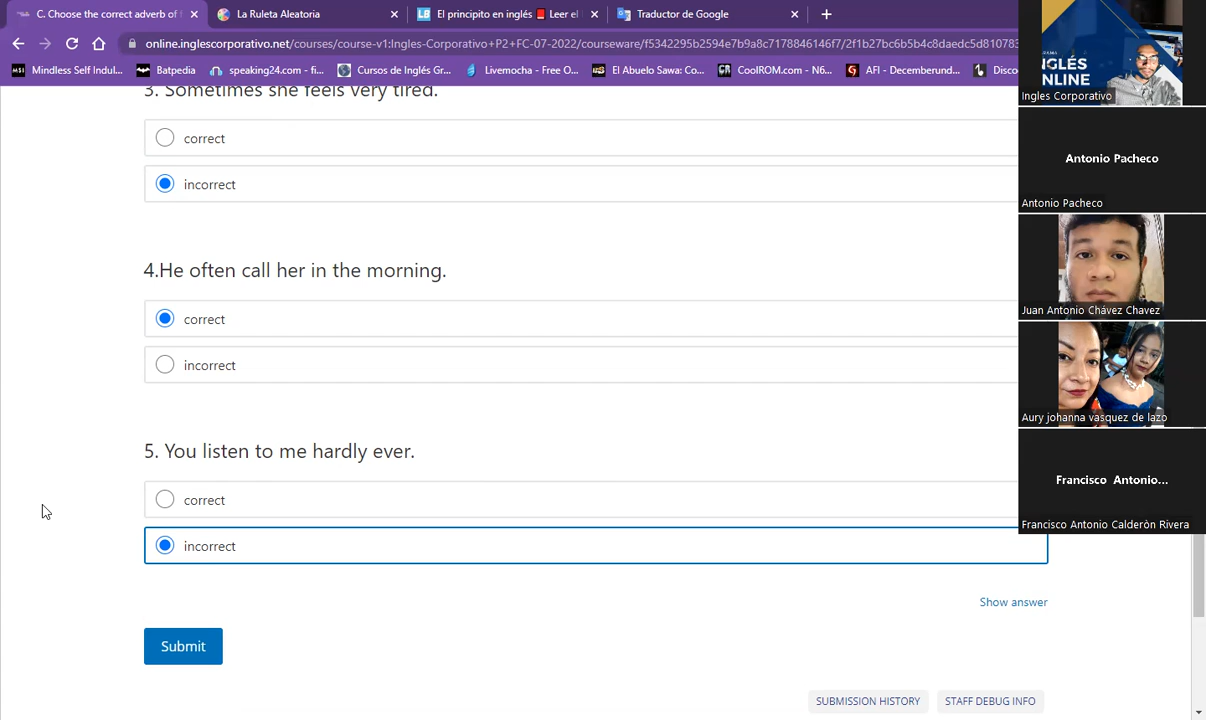 C. Choose the correct adverb of f
La Ruleta Aleatoria
El principito en inglés
Leer el
Traductor de Google
online.inglescorporativo.net/courses/course-v1:Ingles-Corporativo+P2+FC-07-2022/courseware/f5342295b2594e7b9a8c7178846146f7/2f1b27bc6b5b4c8daedc5d810783
Mindless Self Indul...
Batpedia
speaking24.com - fi...
Cursos de Inglés Gr...
Livemocha - Free O...
El Abuelo Sawa: Co...
CoolROM.com - N6...
AFI - Decemberund...
Disco
3. Sometimes she feels very tired.
correct
incorrect
4.He often call her in the morning.
correct
incorrect
5. You listen to me hardly ever.
correct
incorrect
Show answer
Submit
SUBMISSION HISTORY
STAFF DEBUG INFO
NGLÉS
NLINE
Ingles Corporativo
Antonio Pacheco
Antonio Pacheco
Juan Antonio Chávez Chavez
Aury johanna vasquez de lazo
Francisco Antonio...
Francisco Antonio Calderòn Rivera